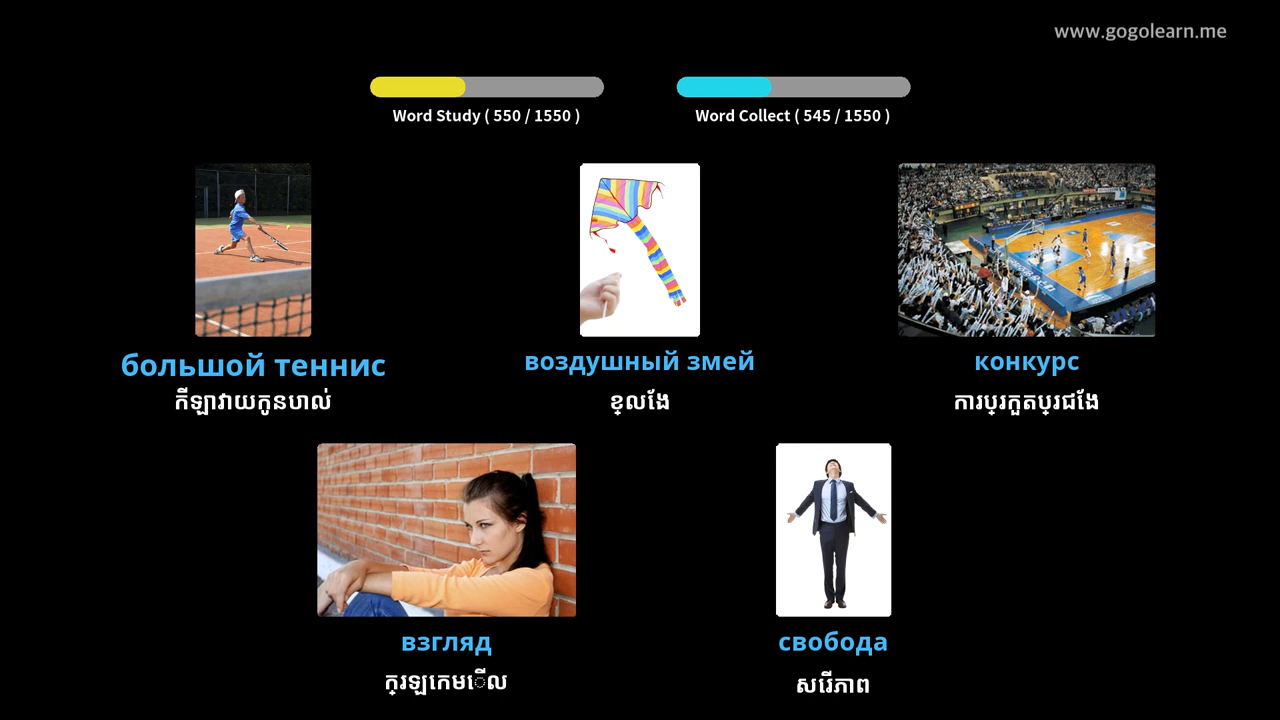 www.gogolearn.me
Word Study ( 550 / 1550 )
Word Collect ( 545 / 1550 )
большой теннис
កីឡាវាយកូនបាល់
воздушный змей
ខ្លែង
конкурс
ការប្រកួតប្រជែង
взгляд
ក្រឡេកមើល
свобода
សេរីភាព